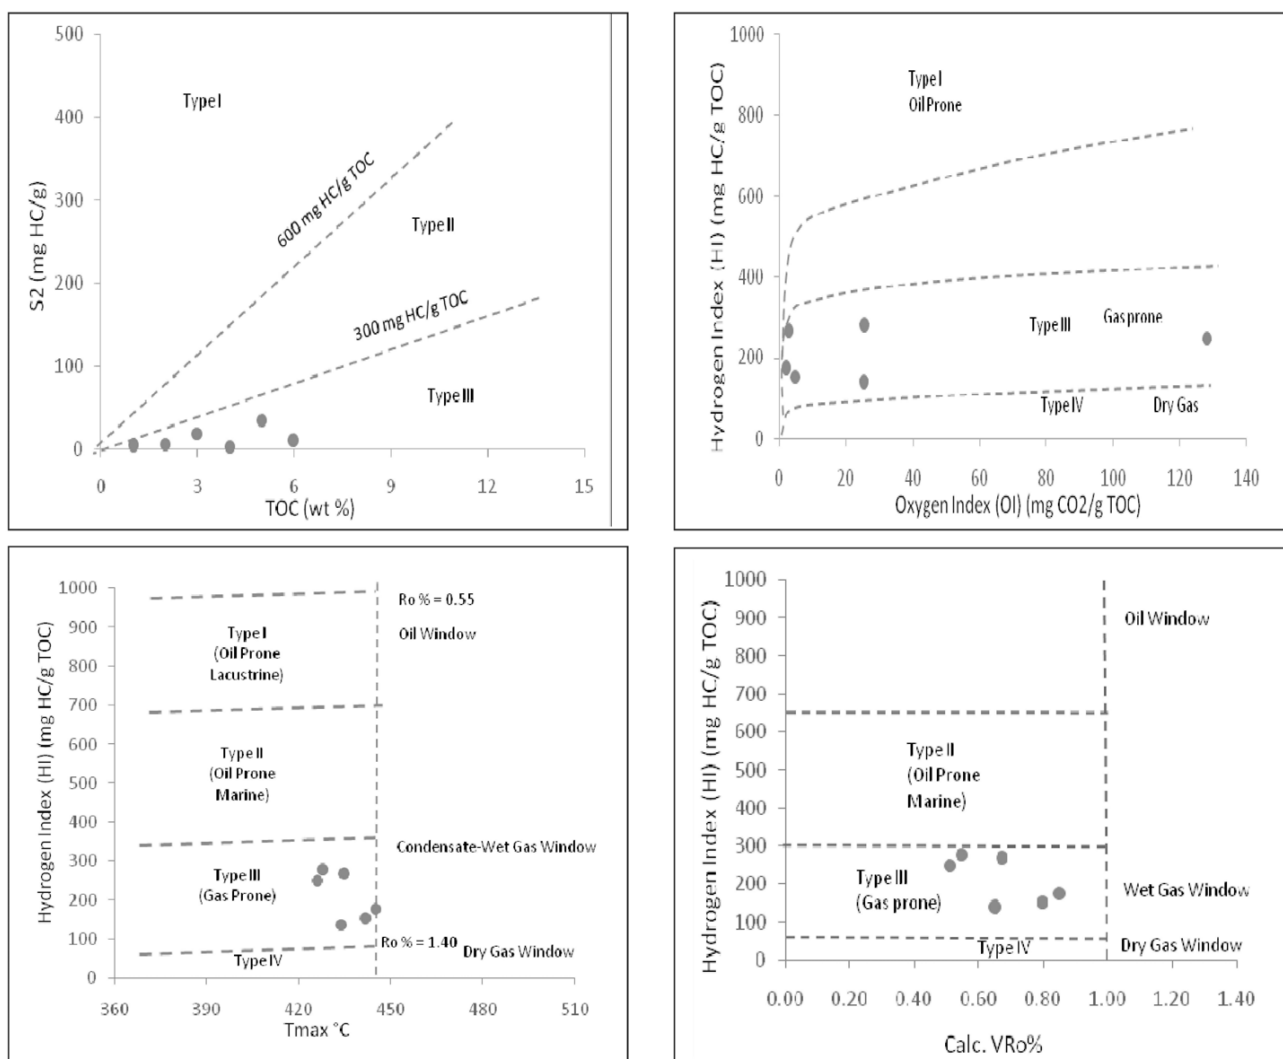 500
400
300
200
100
0
S2 (mg HC/g)
Type I
600 mg HC/g TOC
Type II
300 mg HC/g TOC
Type III
0
3
6
9
12
15
TOC (wt %)
1000
800
600
400
200
0
Hydrogen Index (HI) (mg HC/g TOC)
Type I
Oil Prone
Type III
Gas prone
Type IV
Dry Gas
0
20
40
60
80
100
120
140
Oxygen Index (OI) (mg CO2/g TOC)
1000
900
800
700
600
500
400
300
200
100
0
Hydrogen Index (HI) (mg HC/g TOC)
Type I
(Oil Prone
Lacustrine)
Ro % = 0.55
Oil Window
Type II
(Oil Prone
Marine)
Condensate-Wet Gas Window
Type III
(Gas Prone)
Ro % = 1.40
Dry Gas Window
Type IV
360
390
420
450
480
510
Tmax °C
1000
900
800
700
600
500
400
300
200
100
0
Hydrogen Index (HI) (mg HC/g TOC)
Oil Window
Type II
(Oil Prone
Marine)
Type III
(Gas prone)
Wet Gas Window
Type IV
Dry Gas Window
0.00
0.20
0.40
0.60
0.80
1.00
1.20
1.40
Calc. VRo%